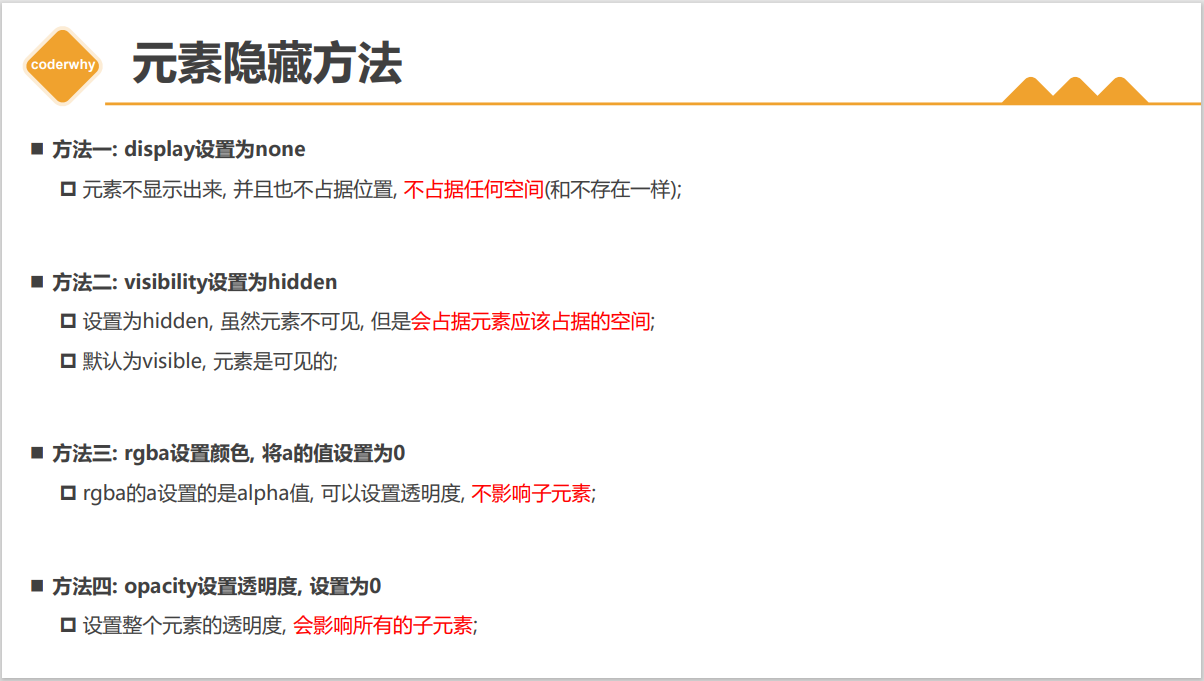 coderwhy
元素隐藏方法
方法一: display设置为none
元素不显示出来, 并且也不占据位置, 不占据任何空间(和不存在一样);
方法二: visibility设置为hidden
设置为hidden, 虽然元素不可见, 但是会占据元素应该占据的空间;
默认为visible, 元素是可见的;
方法三: rgba设置颜色, 将a的值设置为0
rgba的a设置的是alpha值, 可以设置透明度, 不影响子元素;
方法四: opacity设置透明度, 设置为0
设置整个元素的透明度, 会影响所有的子元素;